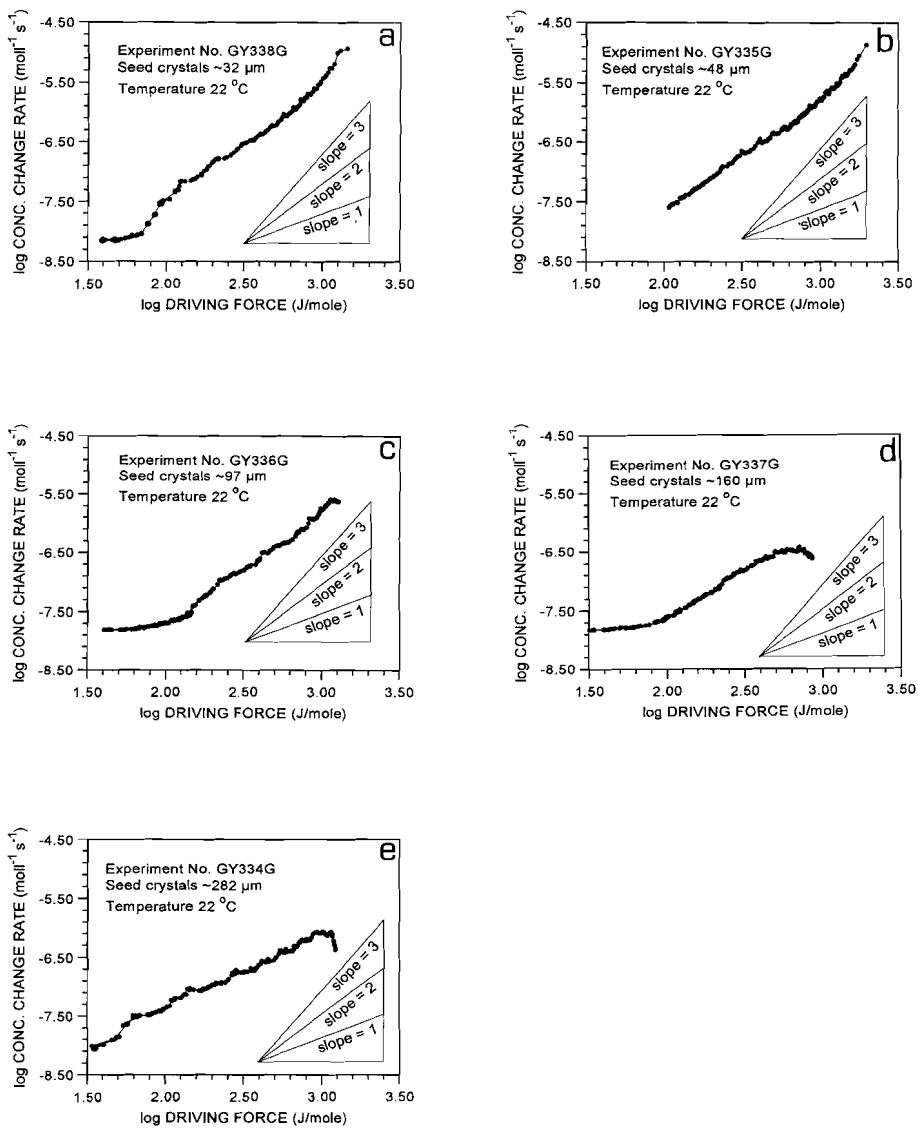 a
log CONC. CHANGE RATE (moll⁻¹ s⁻¹)
-4.50
-5.50
-6.50
-7.50
-8.50
Experiment No. GY338G
Seed crystals ~32 µm
Temperature 22 °C
slope = 3
slope = 2
slope = 1
1.50 2.00 2.50 3.00 3.50
log DRIVING FORCE (J/mole)
b
log CONC. CHANGE RATE (moll⁻¹ s⁻¹)
-4.50
-5.50
-6.50
-7.50
-8.50
Experiment No. GY335G
Seed crystals ~48 µm
Temperature 22 °C
slope = 3
slope = 2
slope = 1
1.50 2.00 2.50 3.00 3.50
log DRIVING FORCE (J/mole)
c
log CONC. CHANGE RATE (moll⁻¹ s⁻¹)
-4.50
-5.50
-6.50
-7.50
-8.50
Experiment No. GY336G
Seed crystals ~97 µm
Temperature 22 °C
slope = 3
slope = 2
slope = 1
1.50 2.00 2.50 3.00 3.50
log DRIVING FORCE (J/mole)
d
log CONC. CHANGE RATE (moll⁻¹ s⁻¹)
-4.50
-5.50
-6.50
-7.50
-8.50
Experiment No. GY337G
Seed crystals ~160 µm
Temperature 22 °C
slope = 3
slope = 2
slope = 1
1.50 2.00 2.50 3.00 3.50
log DRIVING FORCE (J/mole)
e
log CONC. CHANGE RATE (moll⁻¹ s⁻¹)
-4.50
-5.50
-6.50
-7.50
-8.50
Experiment No. GY334G
Seed crystals ~282 µm
Temperature 22 °C
slope = 3
slope = 2
slope = 1
1.50 2.00 2.50 3.00 3.50
log DRIVING FORCE (J/mole)